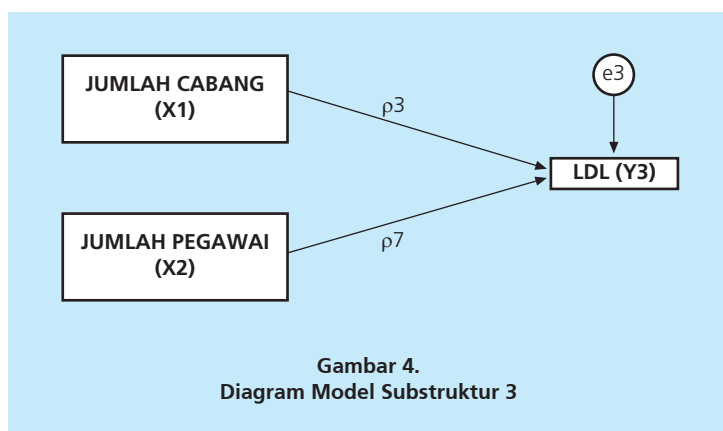 JUMLAH CABANG
(X1)
ρ3
e3
LDL (Y3)
JUMLAH PEGAWAI
(X2)
ρ7
Gambar 4.
Diagram Model Substruktur 3